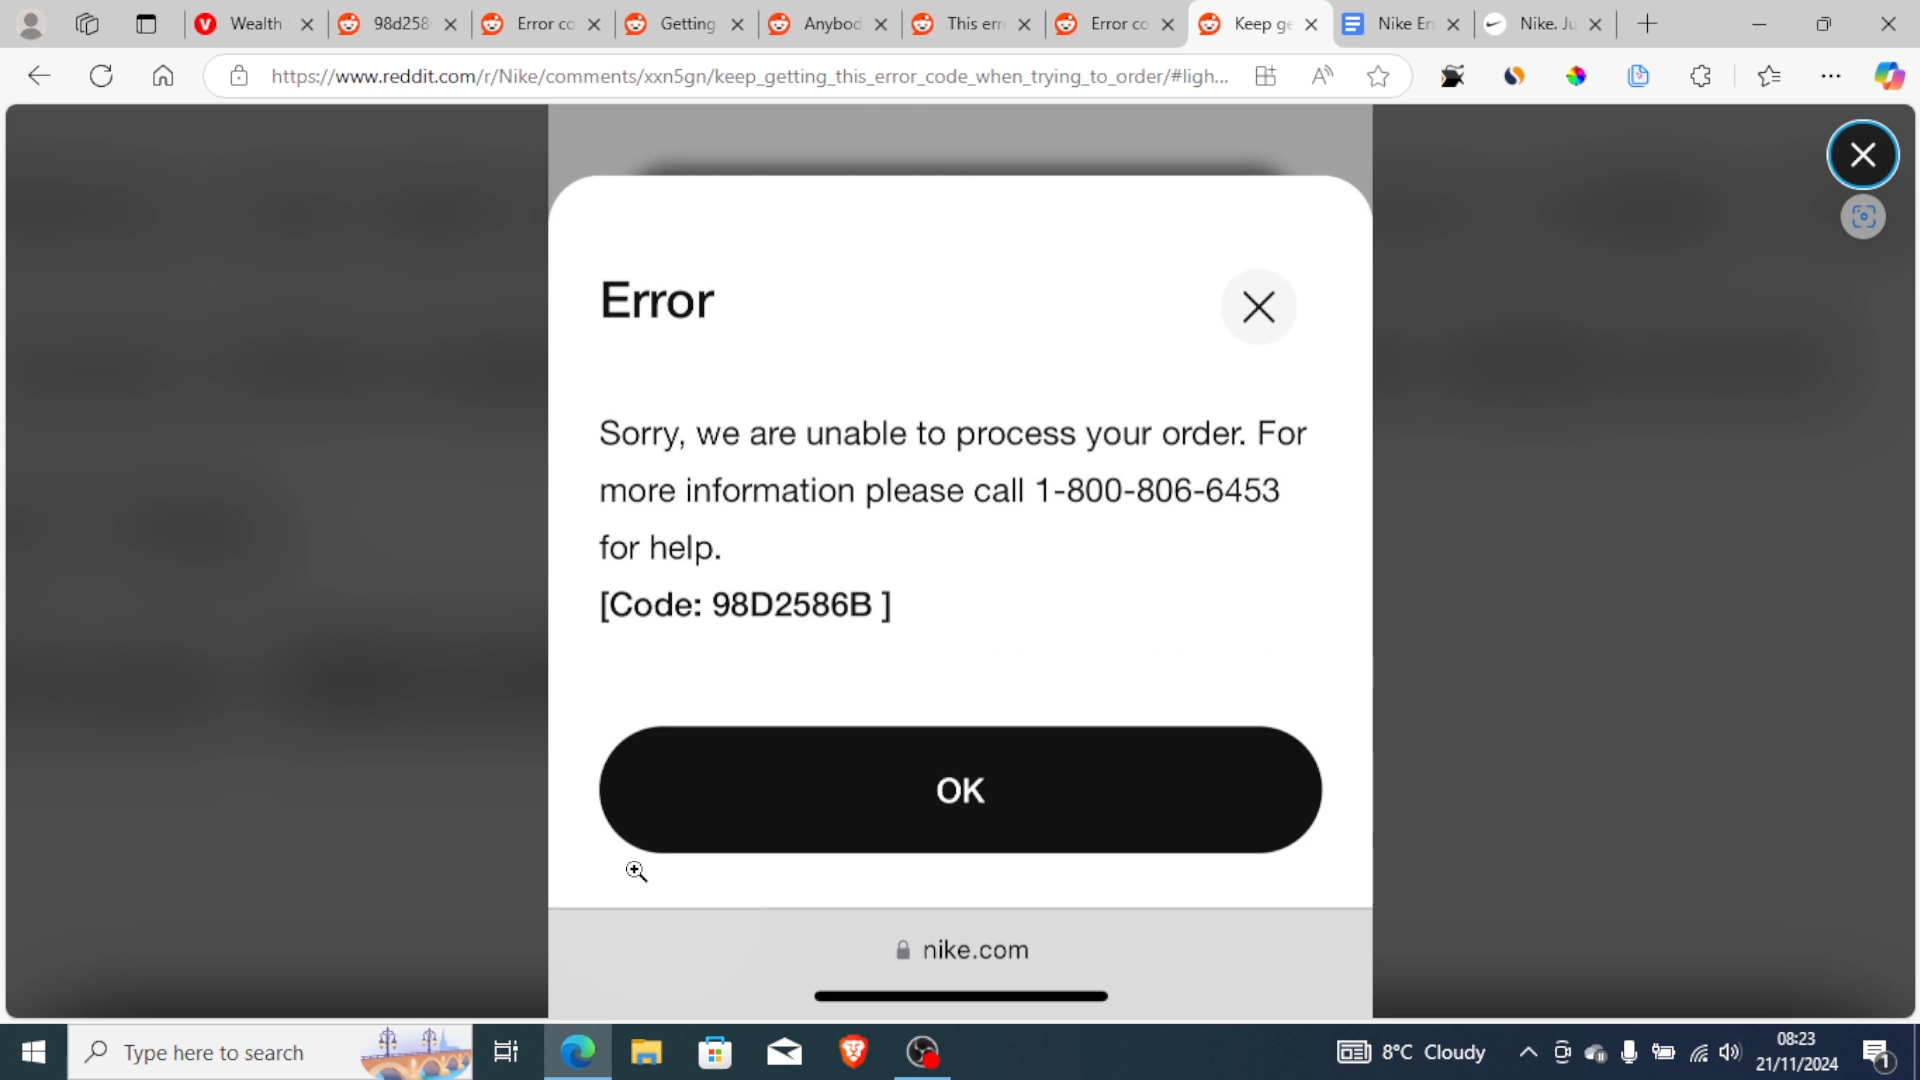 Wealth
98d258
Error co
Getting
Anybod
This err
Error co
Keep ge
Nike Er
Nike. Ju
https://www.reddit.com/r/Nike/comments/xxn5gn/keep_getting_this_error_code_when_trying_to_order/#ligh...
Error
Sorry, we are unable to process your order. For
more information please call 1-800-806-6453
for help.
[Code: 98D2586B ]
OK
nike.com
Type here to search
8°C Cloudy
08:23
21/11/2024
1